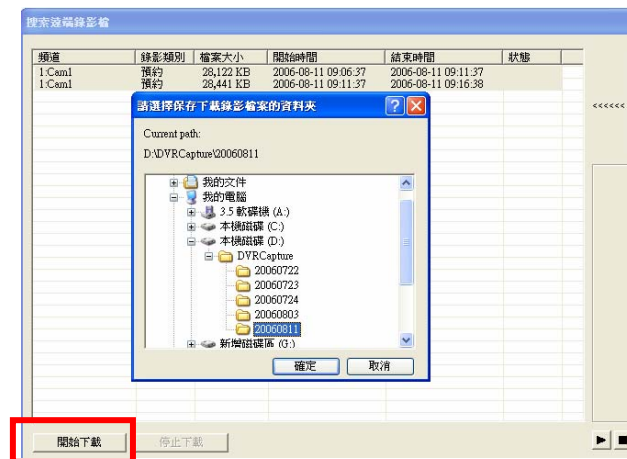 搜索遠端錄影檔
頻道 錄影類別 檔案大小 開始時間 結束時間 狀態
1:Cam1 預約 28,122 KB 2006-08-11 09:06:37 2006-08-11 09:11:37
1:Cam1 預約 28,441 KB 2006-08-11 09:11:37 2006-08-11 09:16:38
<<<<<<
請選擇保存下載錄影檔案的資料夾
Current path:
D:\DVRCapture\20060811
我的文件
我的電腦
3.5 軟碟機 (A:)
本機磁碟 (C:)
本機磁碟 (D:)
DVRCapture
20060722
20060723
20060724
20060803
20060811
新增磁碟區 (G:)
確定 取消
開始下載 停止下載